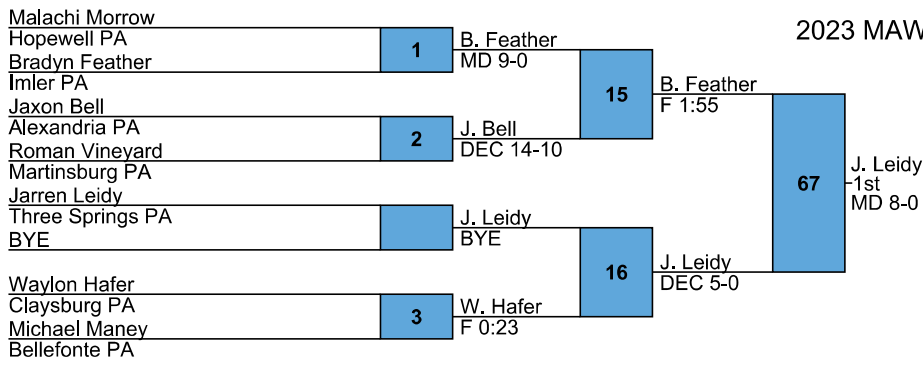 Malachi Morrow
Hopewell PA
Bradyn Feather
Imler PA
Jaxon Bell
Alexandria PA
Roman Vineyard
Martinsburg PA
Jarren Leidy
Three Springs PA
BYE
Waylon Hafer
Claysburg PA
Michael Maney
Bellefonte PA
1
2
3
B. Feather
MD 9-0
J. Bell
DEC 14-10
J. Leidy
BYE
W. Hafer
F 0:23
15
16
B. Feather
F 1:55
J. Leidy
DEC 5-0
67
2023 MAW
J. Leidy
1st
MD 8-0